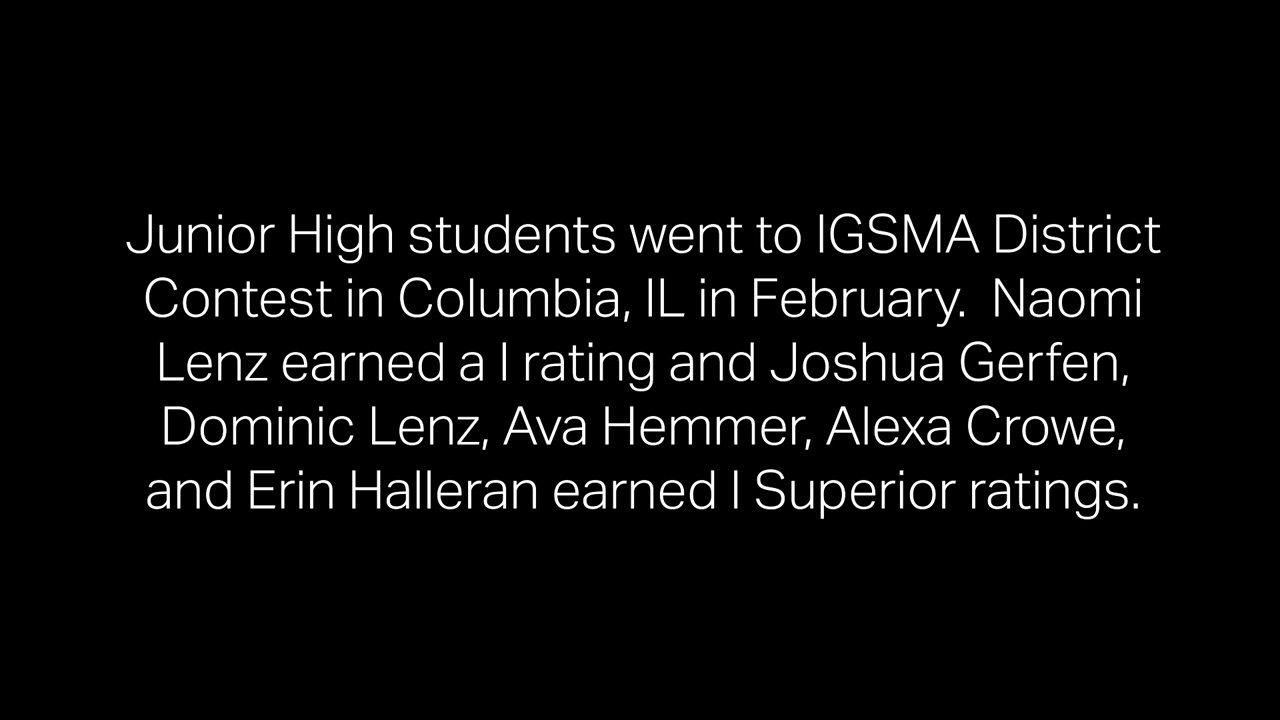 Junior High students went to IGSMA District
Contest in Columbia, IL in February.  Naomi
Lenz earned a I rating and Joshua Gerfen,
Dominic Lenz, Ava Hemmer, Alexa Crowe,
and Erin Halleran earned I Superior ratings.